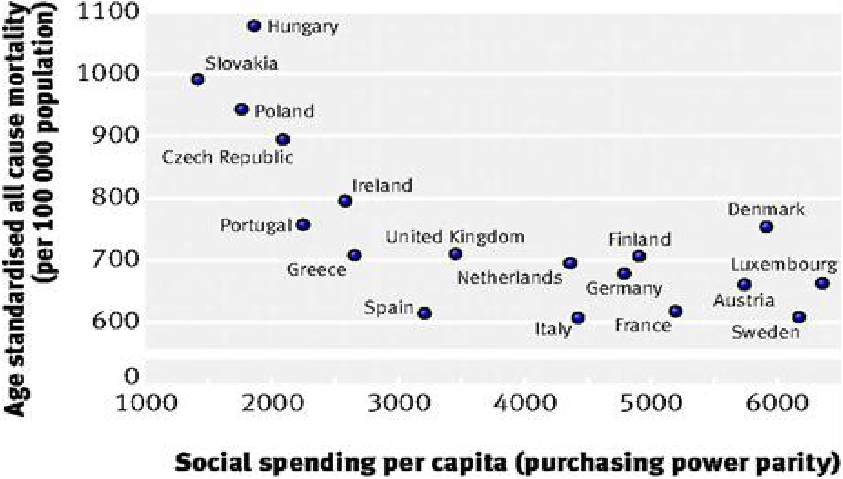 Age standardised all cause mortality
(per 100 000 population)
1100
1000
900
800
700
600
0
Hungary
Slovakia
Poland
Czech Republic
Ireland
Portugal
Greece
United Kingdom
Spain
Netherlands
Italy
Finland
Germany
France
Denmark
Luxembourg
Austria
Sweden
1000 2000 3000 4000 5000 6000
Social spending per capita (purchasing power parity)